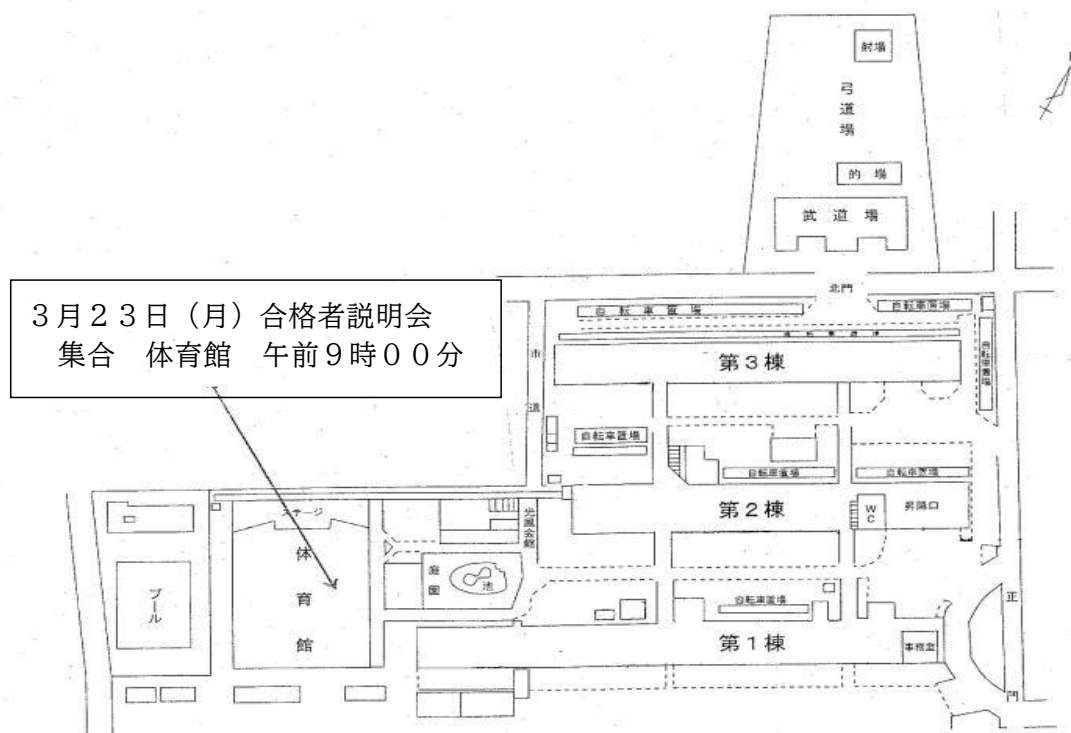 射場
弓道場
的場
武道場
北門
３月２３日（月）合格者説明会
集合　体育館　午前９時００分
自転車置場
自転車置場
自転車置場
市道
第３棟
自転車置場
自転車置場
自転車置場
ステージ
光風会館
第２棟
WC
昇降口
体育館
プール
庭園
池
自転車置場
第１棟
事務室
正門